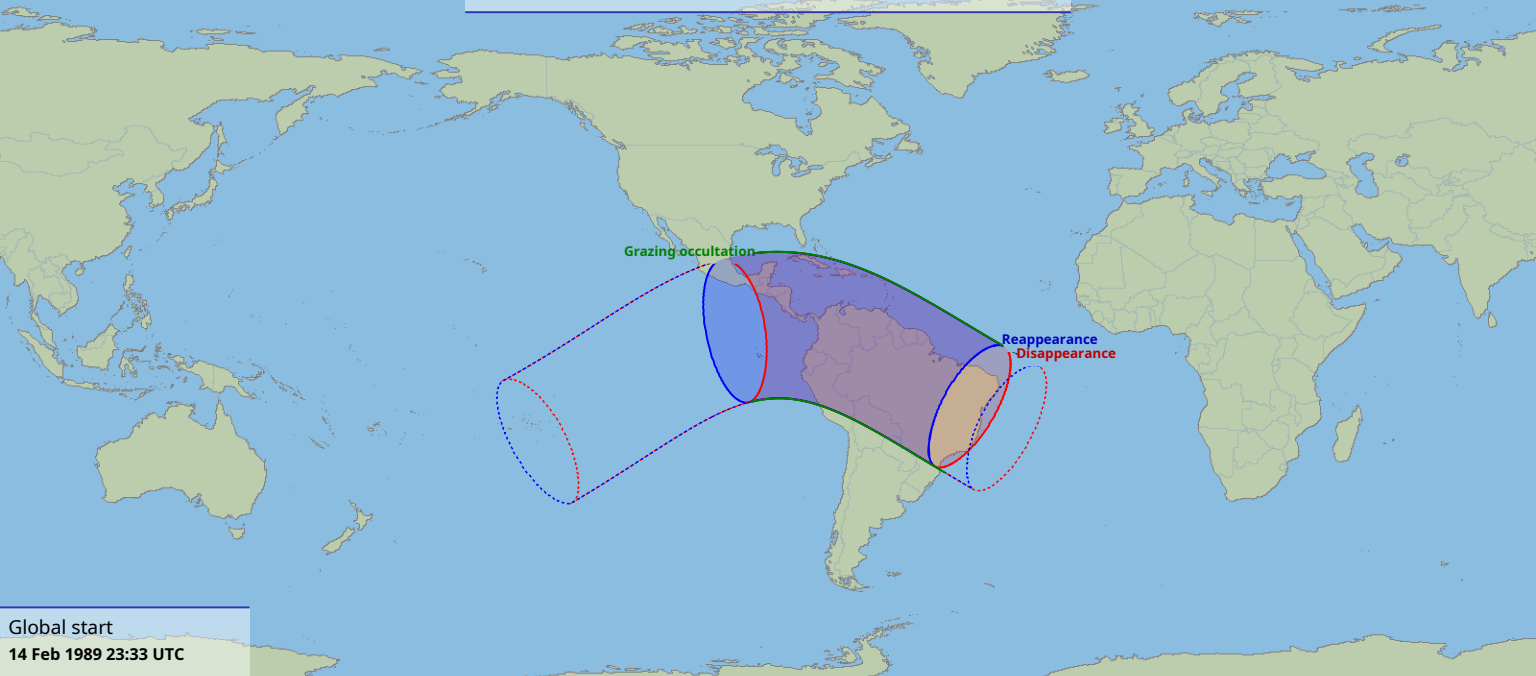 Grazing occultation
Reappearance
Disappearance
Global start
14 Feb 1989 23:33 UTC